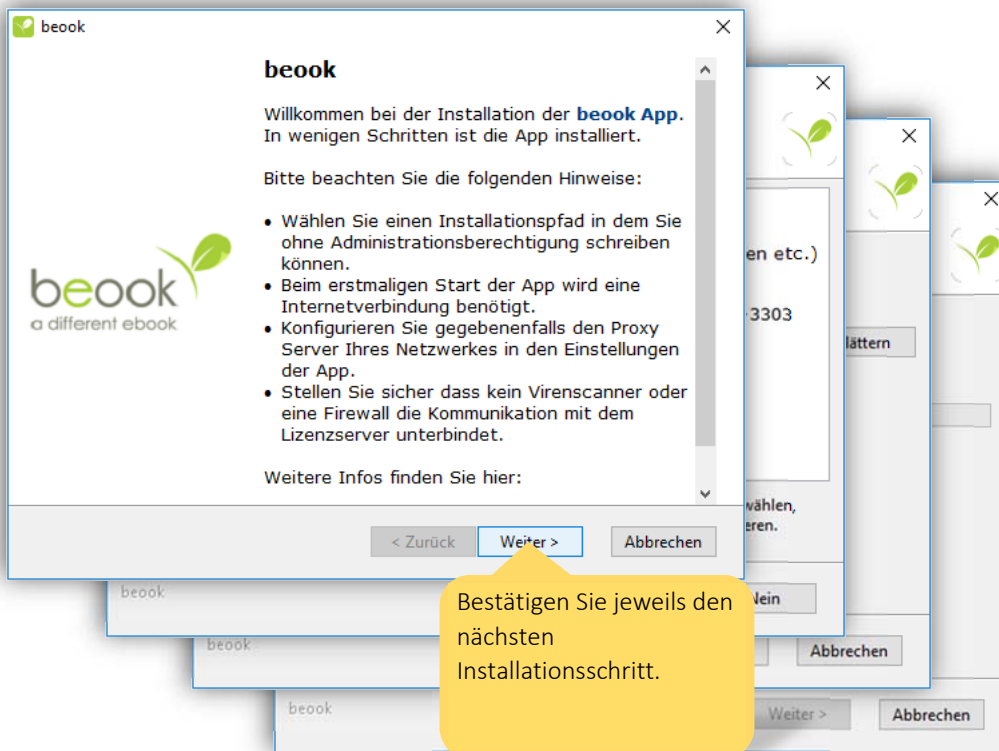 beook
beook
Willkommen bei der Installation der beook App.
In wenigen Schritten ist die App installiert.
Bitte beachten Sie die folgenden Hinweise:
• Wählen Sie einen Installationspfad in dem Sie
ohne Administrationsberechtigung schreiben
können.
• Beim erstmaligen Start der App wird eine
Internetverbindung benötigt.
• Konfigurieren Sie gegebenenfalls den Proxy
Server Ihres Netzwerkes in den Einstellungen
der App.
• Stellen Sie sicher dass kein Virenscanner oder
eine Firewall die Kommunikation mit dem
Lizenzserver unterbindet.
Weitere Infos finden Sie hier:
beook
a different ebook
< Zurück
Weiter >
Abbrechen
en etc.)
3303
wählen,
eren.
beook
Nein
lättern
beook
Abbrechen
beook
Weiter >
Abbrechen
Bestätigen Sie jeweils den
nächsten
Installationsschritt.